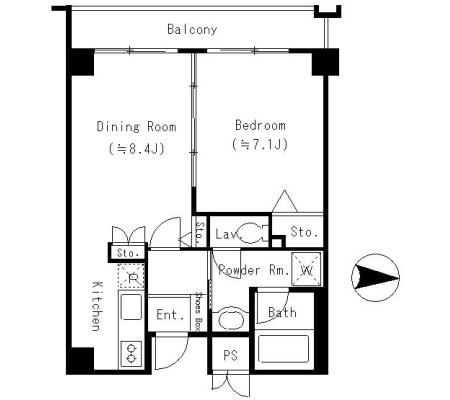 Balcony
Dining Room
(≒8.4J)
Bedroom
(≒7.1J)
Sto.
Lav.
Sto.
Sto.
R
Powder Rm.
W
Kitchen
Ent.
Shoes Box
Bath
PS